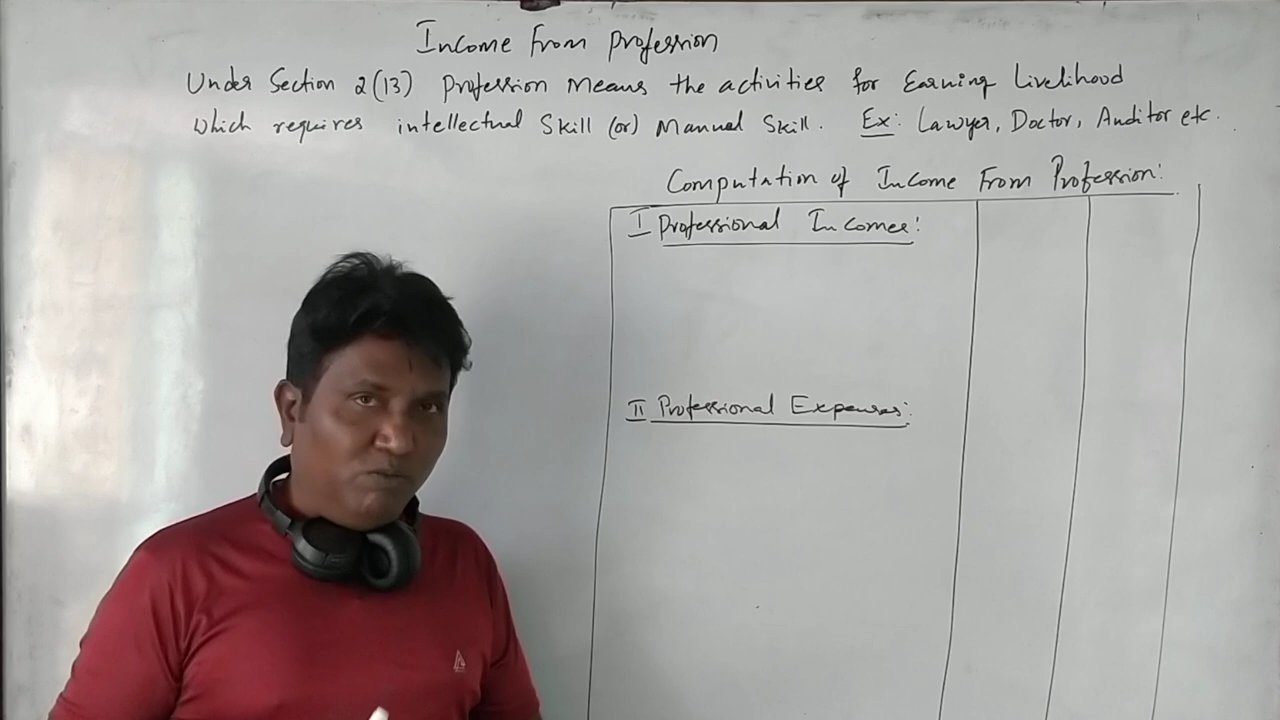 Income From Profession
Under Section 2(13) Profession Means the activities for Earning Livelihood
Which requires intellectual Skill (or) Manual Skill. Ex: Lawyer, Doctor, Auditor etc.
Computation of Income From Profession:
I Professional Incomes:
II Professional Expenses: